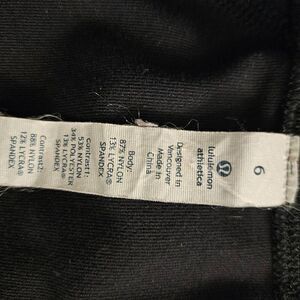 6
lululemon
athletica
Designed in
Vancouver
Made in
China
Body:
87% NYLON
13% LYCRA®
SPANDEX
Contrast1:
53% NYLON
34% POLYESTER
13% LYCRA®
SPANDEX
Contrast2:
88% NYLON
LYCRA®
SPANDEX